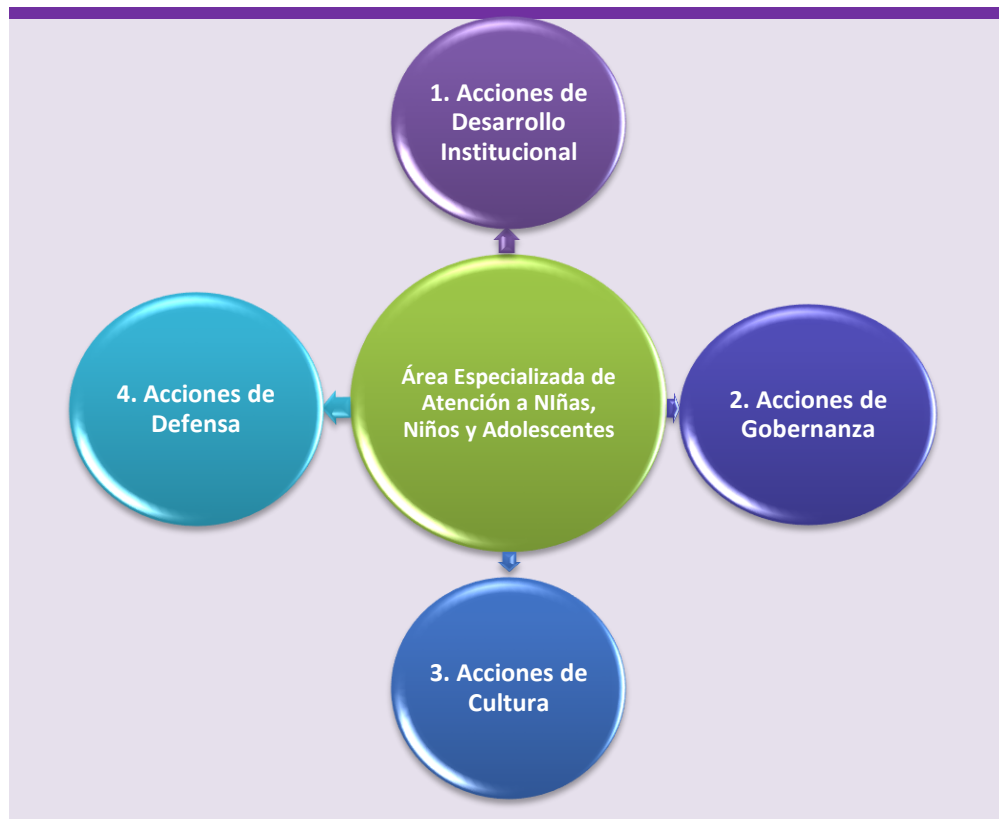 1. Acciones de
Desarrollo
Institucional
Área Especializada de
Atención a NIñas,
Niños y Adolescentes
4. Acciones de
Defensa
2. Acciones de
Gobernanza
3. Acciones de
Cultura